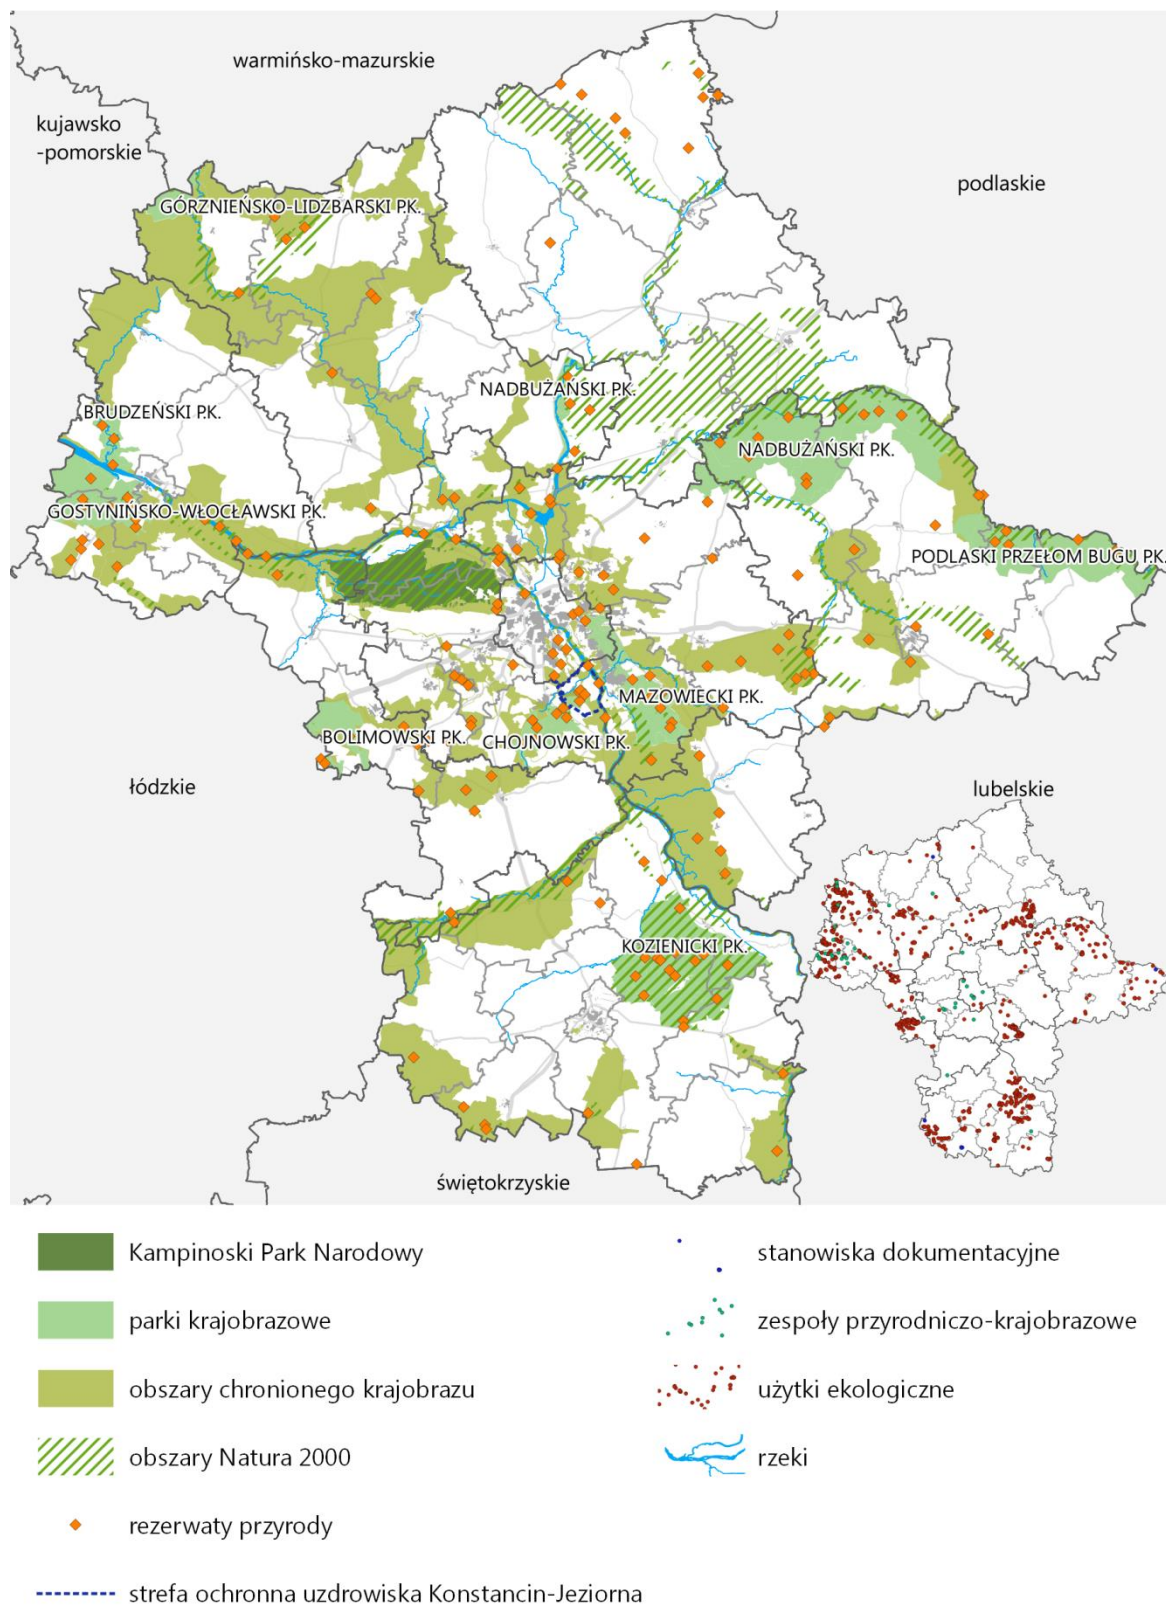 warmińsko-mazurskie
kujawsko
-pomorskie
podlaskie
GÓRZNIEŃSKO-LIDZBARSKI P.K.
NADBUŻAŃSKI P.K.
BRUDZEŃSKI P.K.
NADBUŻAŃSKI P.K.
GOSTYNIŃSKO-WŁOCŁAWSKI P.K.
PODLASKI PRZEŁOM BUGU P.K.
MAZOWIECKI P.K.
BOLIMOWSKI P.K.
CHOJNOWSKI P.K.
łódzkie
lubelskie
KOZIENICKI P.K.
świętokrzyskie
Kampinoski Park Narodowy
parki krajobrazowe
obszary chronionego krajobrazu
obszary Natura 2000
rezerwaty przyrody
strefa ochronna uzdrowiska Konstancin-Jeziorna
stanowiska dokumentacyjne
zespoły przyrodniczo-krajobrazowe
użytki ekologiczne
rzeki